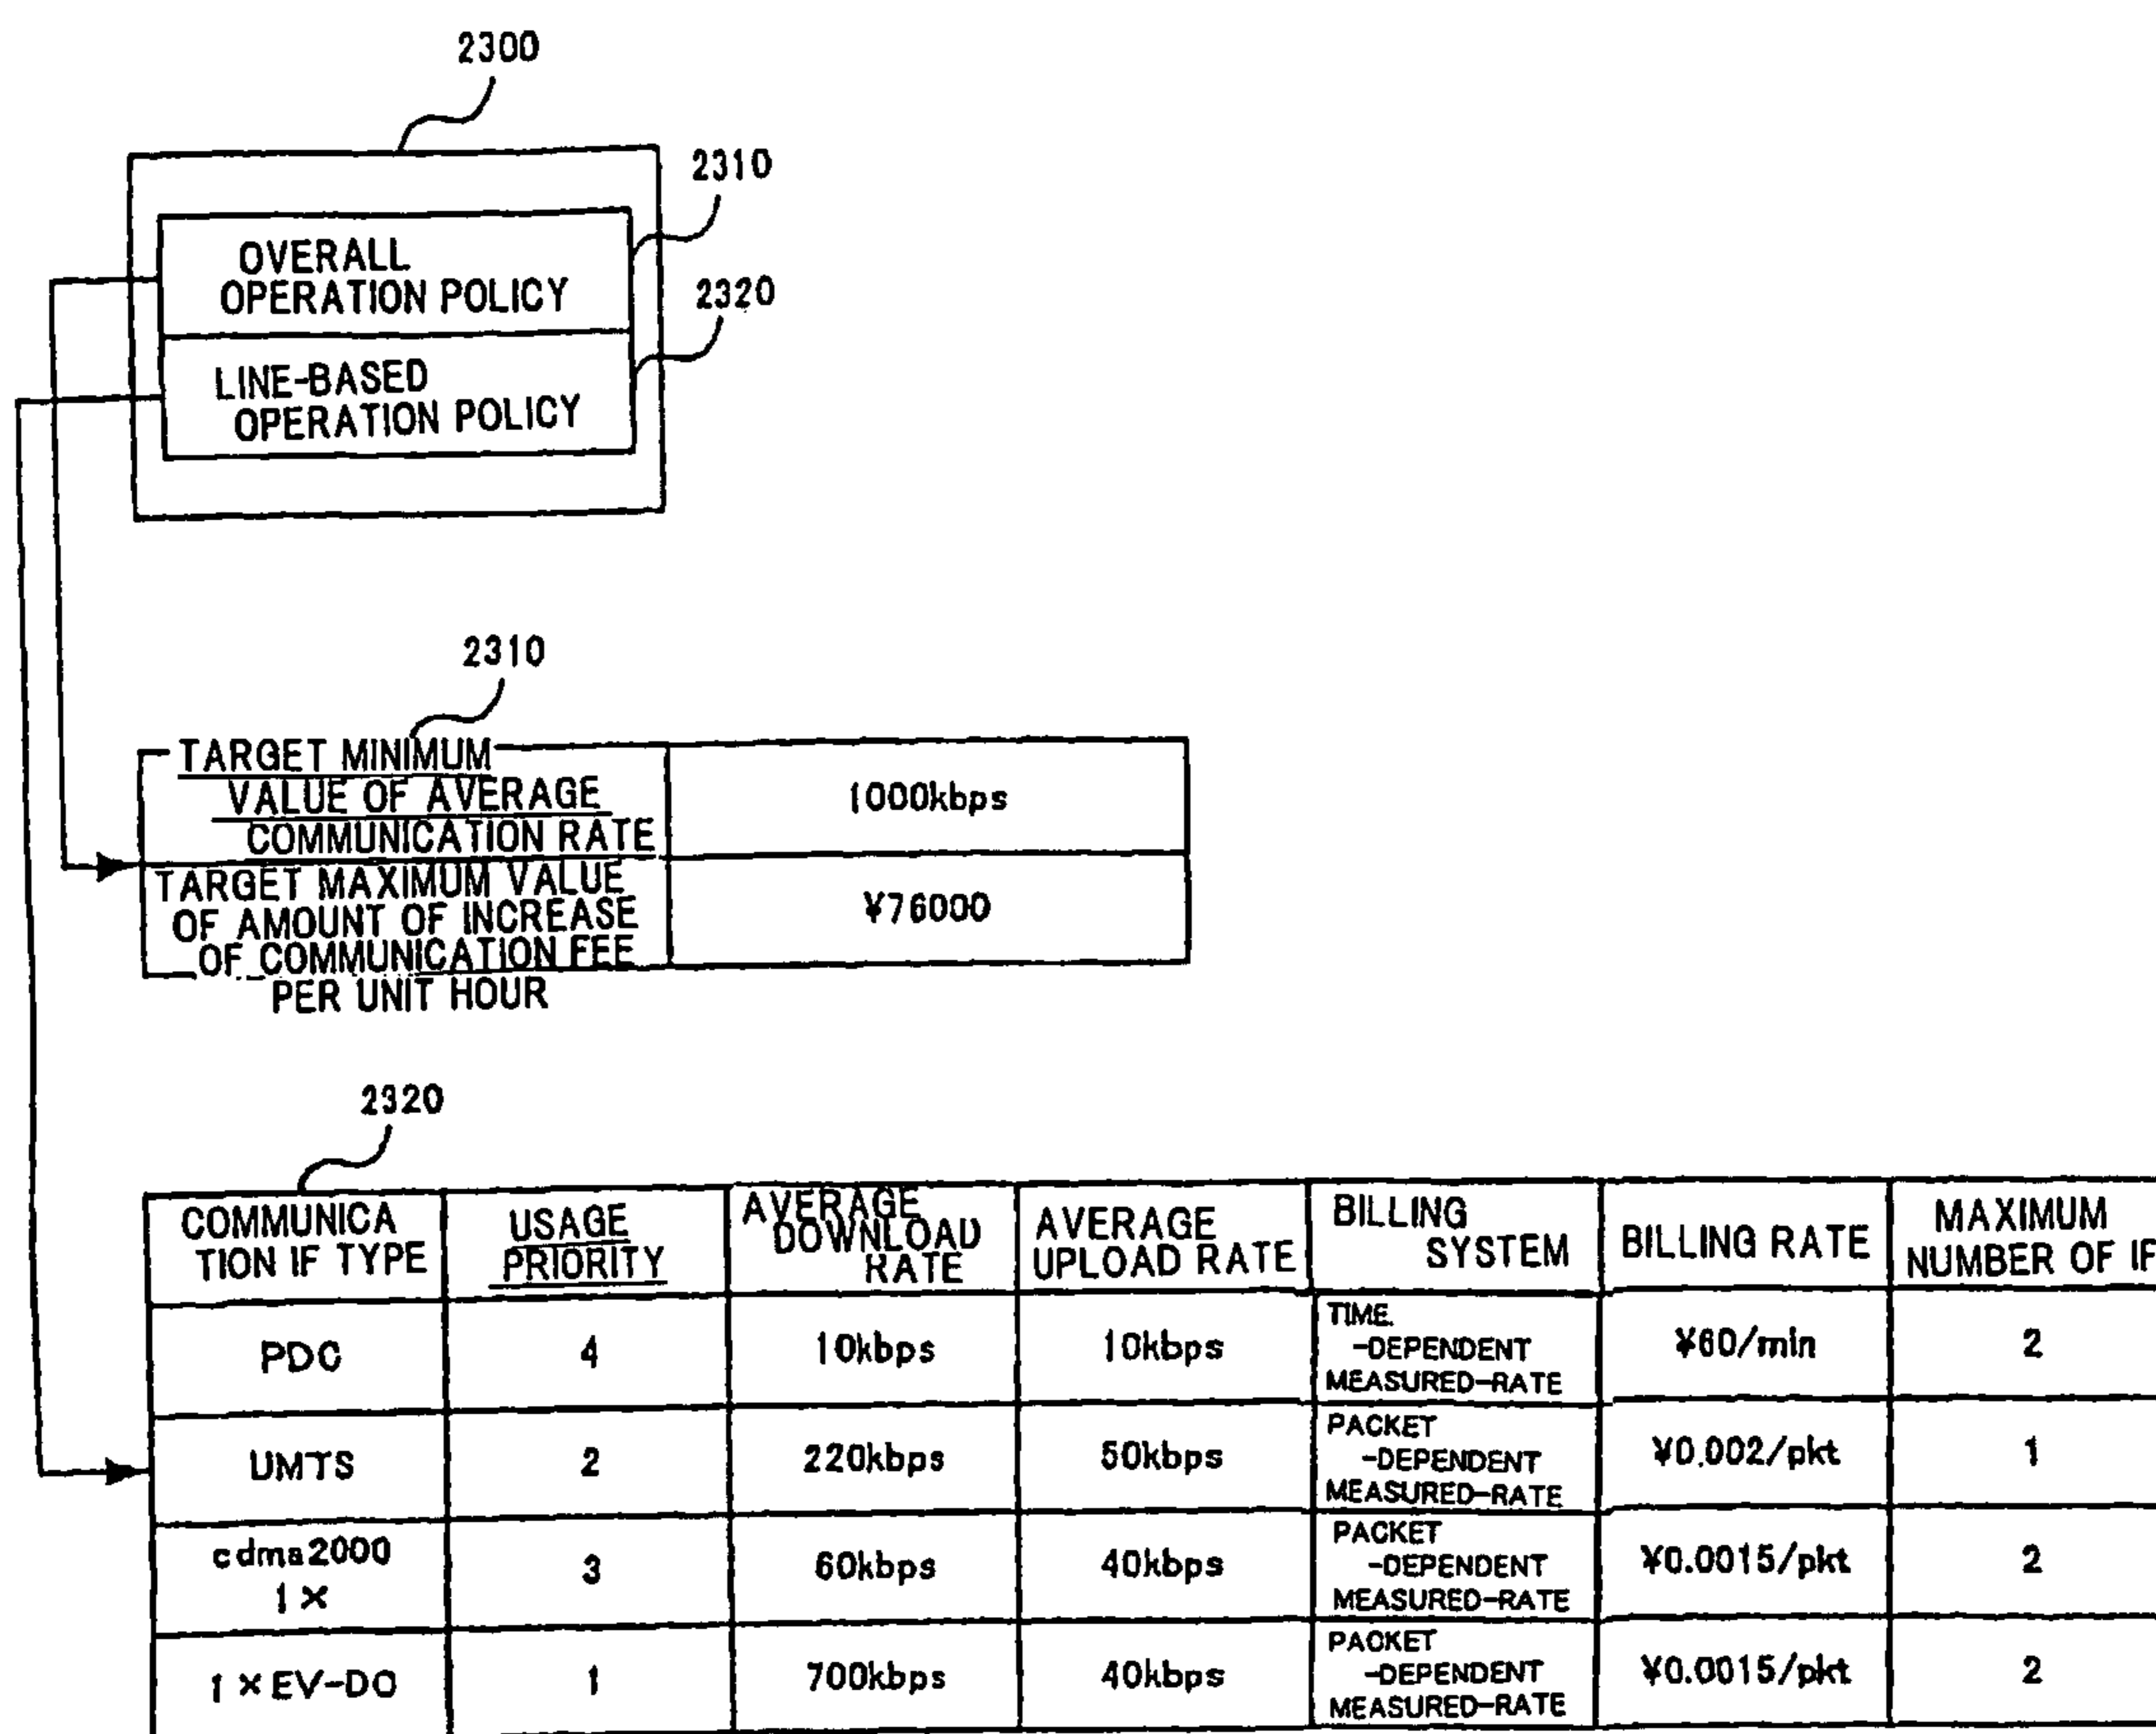 2300
2310
OVERALL
OPERATION POLICY
2320
LINE-BASED
OPERATION POLICY
2310
TARGET MINIMUM
VALUE OF AVERAGE
COMMUNICATION RATE
1000kbps
TARGET MAXIMUM VALUE
OF AMOUNT OF INCREASE
OF COMMUNICATION FEE
PER UNIT HOUR
¥76000
2320
COMMUNICA
TION IF TYPE
USAGE
PRIORITY
AVERAGE
DOWNLOAD
RATE
AVERAGE
UPLOAD RATE
BILLING
SYSTEM
BILLING RATE
MAXIMUM
NUMBER OF IF
PDC
4
10kbps
10kbps
TIME
-DEPENDENT
MEASURED-RATE
¥60/min
2
UMTS
2
220kbps
50kbps
PACKET
-DEPENDENT
MEASURED-RATE
¥0.002/pkt
1
cdma2000
1×
3
60kbps
40kbps
PACKET
-DEPENDENT
MEASURED-RATE
¥0.0015/pkt
2
1×EV-DO
1
700kbps
40kbps
PACKET
-DEPENDENT
MEASURED-RATE
¥0.0015/pkt
2